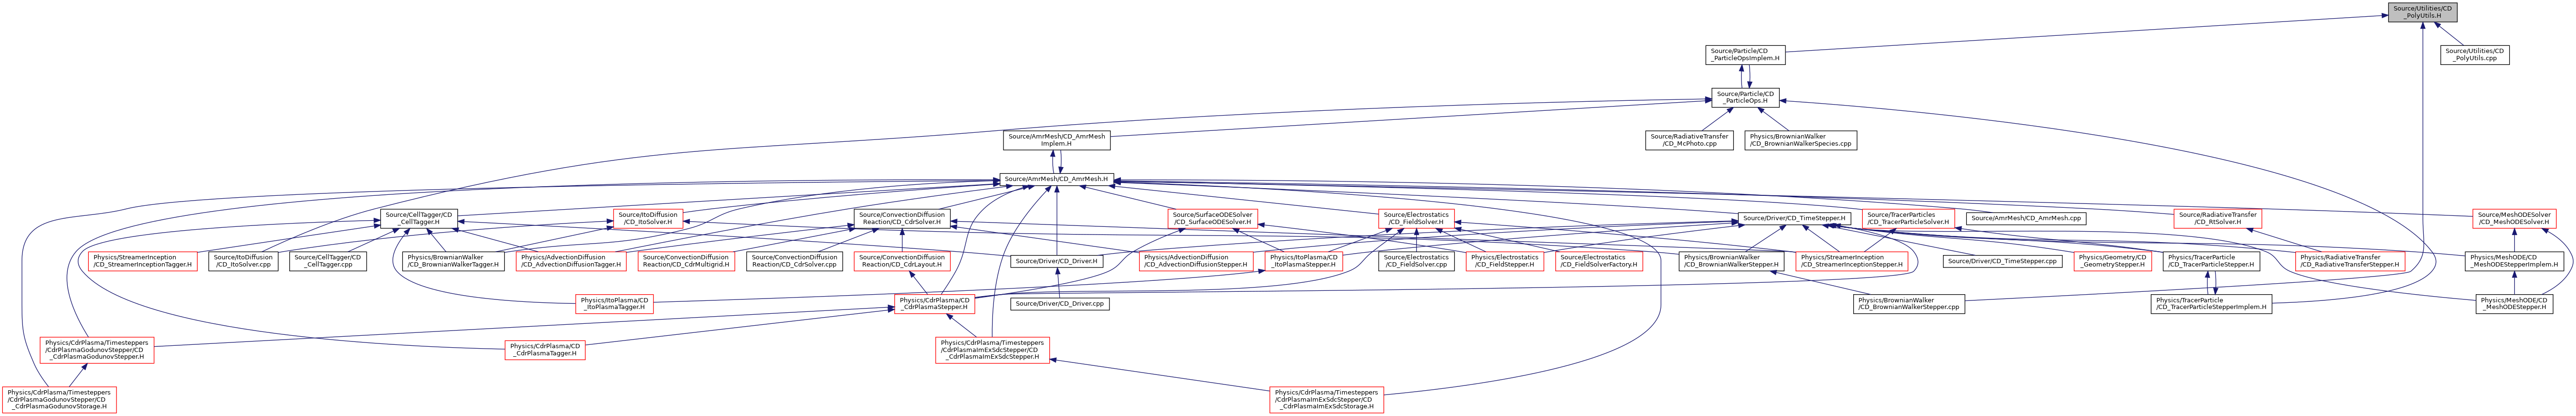 Source/Utilities/CD
_PolyUtils.H
Source/Particle/CD
_ParticleOpsImplem.H
Source/Utilities/CD
_PolyUtils.cpp
Source/Particle/CD
_ParticleOps.H
Source/AmrMesh/CD_AmrMesh
Implem.H
Source/RadiativeTransfer
/CD_McPhoto.cpp
Physics/BrownianWalker
/CD_BrownianWalkerSpecies.cpp
Source/AmrMesh/CD_AmrMesh.H
Source/CellTagger/CD
_CellTagger.H
Source/ItoDiffusion
/CD_ItoSolver.H
Source/ConvectionDiffusion
Reaction/CD_CdrSolver.H
Source/SurfaceODESolver
/CD_SurfaceODESolver.H
Source/Electrostatics
/CD_FieldSolver.H
Source/Driver/CD_TimeStepper.H
Source/TracerParticles
/CD_TracerParticleSolver.H
Source/AmrMesh/CD_AmrMesh.cpp
Source/RadiativeTransfer
/CD_RtSolver.H
Source/MeshODESolver
/CD_MeshODESolver.H
Physics/StreamerInception
/CD_StreamerInceptionTagger.H
Source/ItoDiffusion
/CD_ItoSolver.cpp
Source/CellTagger/CD
_CellTagger.cpp
Physics/BrownianWalker
/CD_BrownianWalkerTagger.H
Physics/AdvectionDiffusion
/CD_AdvectionDiffusionTagger.H
Source/ConvectionDiffusion
Reaction/CD_CdrMultigrid.H
Source/ConvectionDiffusion
Reaction/CD_CdrSolver.cpp
Source/ConvectionDiffusion
Reaction/CD_CdrLayout.H
Source/Driver/CD_Driver.H
Physics/AdvectionDiffusion
/CD_AdvectionDiffusionStepper.H
Physics/ItoPlasma/CD
_ItoPlasmaStepper.H
Source/Electrostatics
/CD_FieldSolver.cpp
Physics/Electrostatics
/CD_FieldStepper.H
Source/Electrostatics
/CD_FieldSolverFactory.H
Physics/BrownianWalker
/CD_BrownianWalkerStepper.H
Physics/StreamerInception
/CD_StreamerInceptionStepper.H
Source/Driver/CD_TimeStepper.cpp
Physics/Geometry/CD
_GeometryStepper.H
Physics/TracerParticle
/CD_TracerParticleStepper.H
Physics/RadiativeTransfer
/CD_RadiativeTransferStepper.H
Physics/MeshODE/CD
_MeshODEStepperImplem.H
Physics/ItoPlasma/CD
_ItoPlasmaTagger.H
Physics/CdrPlasma/CD
_CdrPlasmaStepper.H
Source/Driver/CD_Driver.cpp
Physics/BrownianWalker
/CD_BrownianWalkerStepper.cpp
Physics/TracerParticle
/CD_TracerParticleStepperImplem.H
Physics/MeshODE/CD
_MeshODEStepper.H
Physics/CdrPlasma/Timesteppers
/CdrPlasmaGodunovStepper/CD
_CdrPlasmaGodunovStepper.H
Physics/CdrPlasma/CD
_CdrPlasmaTagger.H
Physics/CdrPlasma/Timesteppers
/CdrPlasmaImExSdcStepper/CD
_CdrPlasmaImExSdcStepper.H
Physics/CdrPlasma/Timesteppers
/CdrPlasmaGodunovStepper/CD
_CdrPlasmaGodunovStorage.H
Physics/CdrPlasma/Timesteppers
/CdrPlasmaImExSdcStepper/CD
_CdrPlasmaImExSdcStorage.H